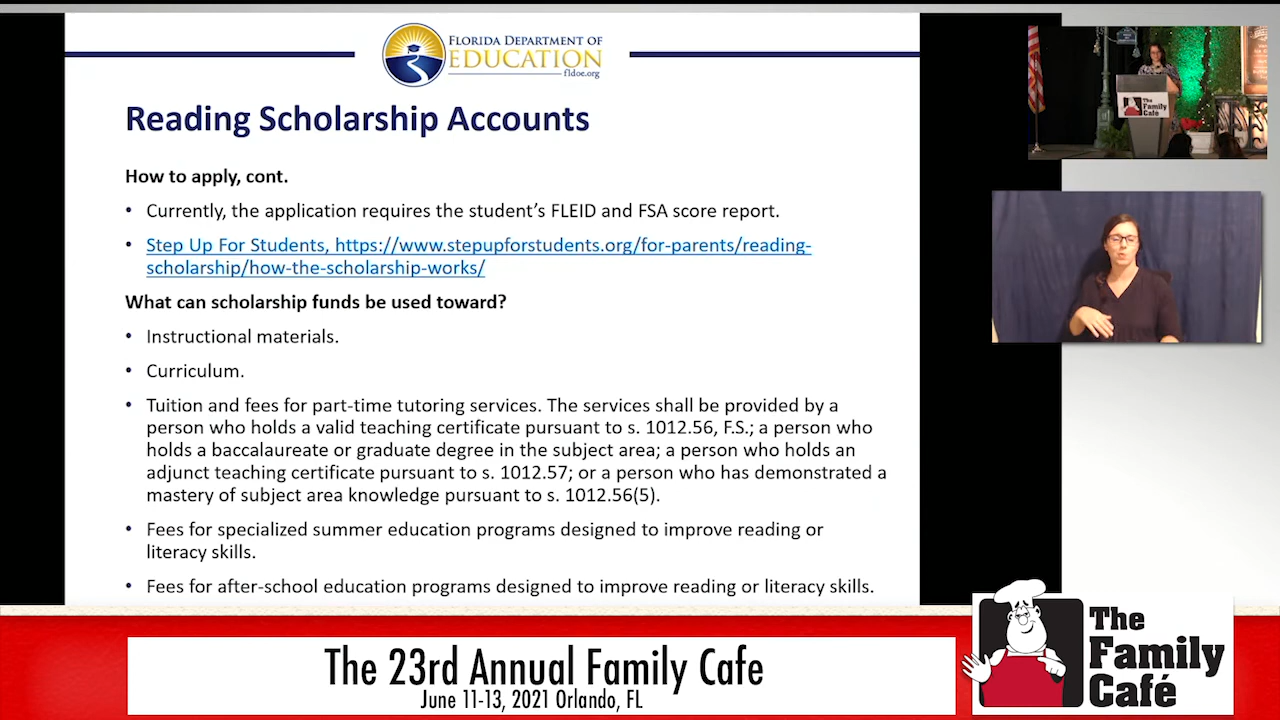 FLORIDA DEPARTMENT OF
EDUCATION
fldoe.org
Reading Scholarship Accounts
How to apply, cont.
• Currently, the application requires the student's FLEID and FSA score report.
• Step Up For Students, https://www.stepupforstudents.org/for-parents/reading-
scholarship/how-the-scholarship-works/
What can scholarship funds be used toward?
• Instructional materials.
• Curriculum.
• Tuition and fees for part-time tutoring services. The services shall be provided by a
person who holds a valid teaching certificate pursuant to s. 1012.56, F.S.; a person who
holds a baccalaureate or graduate degree in the subject area; a person who holds an
adjunct teaching certificate pursuant to s. 1012.57; or a person who has demonstrated a
mastery of subject area knowledge pursuant to s. 1012.56(5).
• Fees for specialized summer education programs designed to improve reading or
literacy skills.
• Fees for after-school education programs designed to improve reading or literacy skills.
The
Family
Café
The 23rd Annual Family Cafe
June 11-13, 2021 Orlando, FL
The
Family
Café